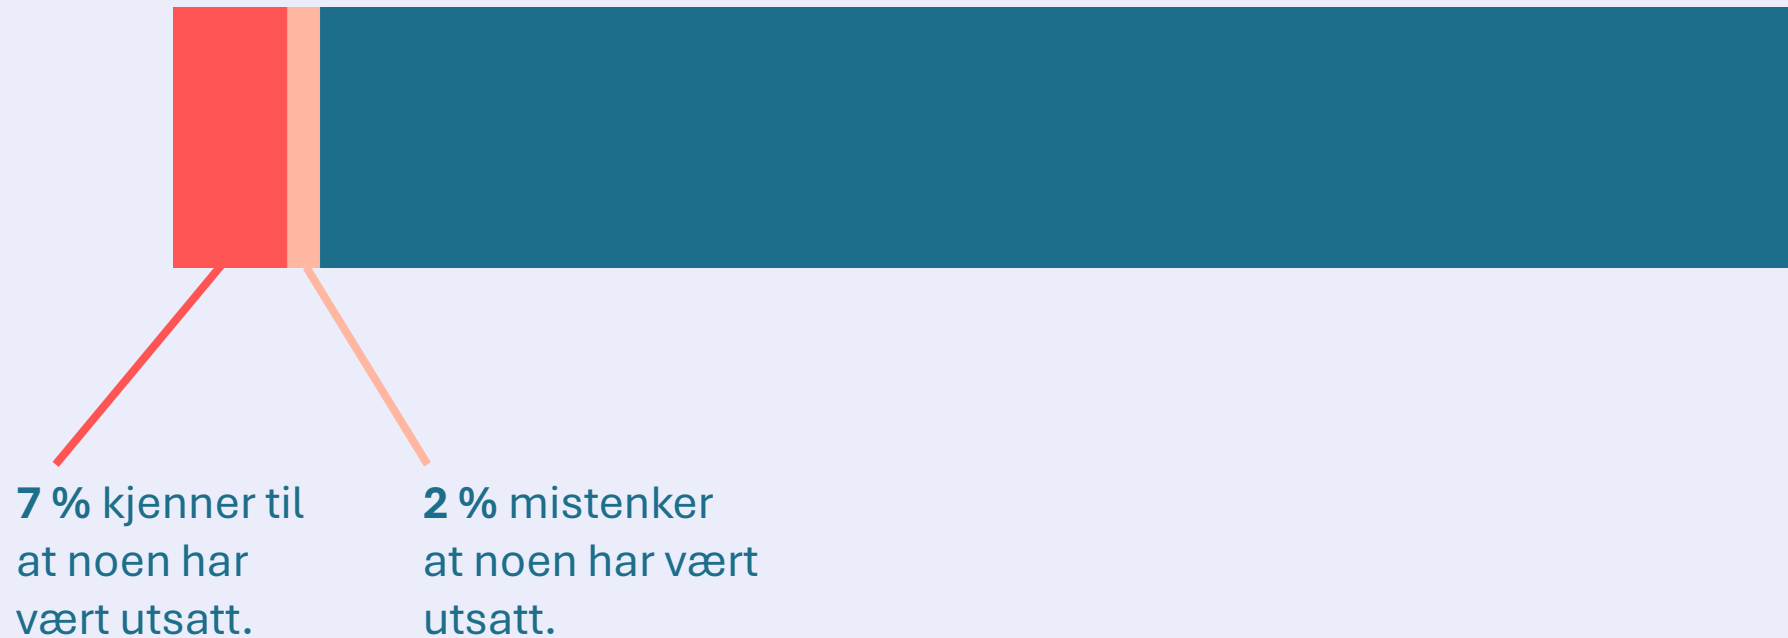 7 % kjenner til
at noen har
vært utsatt.
2 % mistenker
at noen har vært
utsatt.